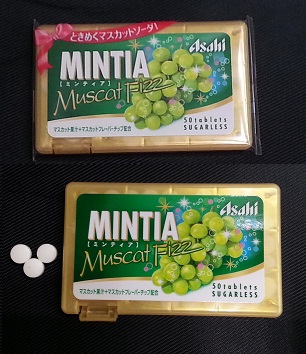 ときめくマスカットソーダ!
Asahi
MINTIA
[ミンティア]
Muscat Fizz
マスカット果汁+マスカットフレーバーチップ配合
50tablets
SUGARLESS
Asahi
MINTIA
[ミンティア]
Muscat Fizz
マスカット果汁+マスカットフレーバーチップ配合
50tablets
SUGARLESS